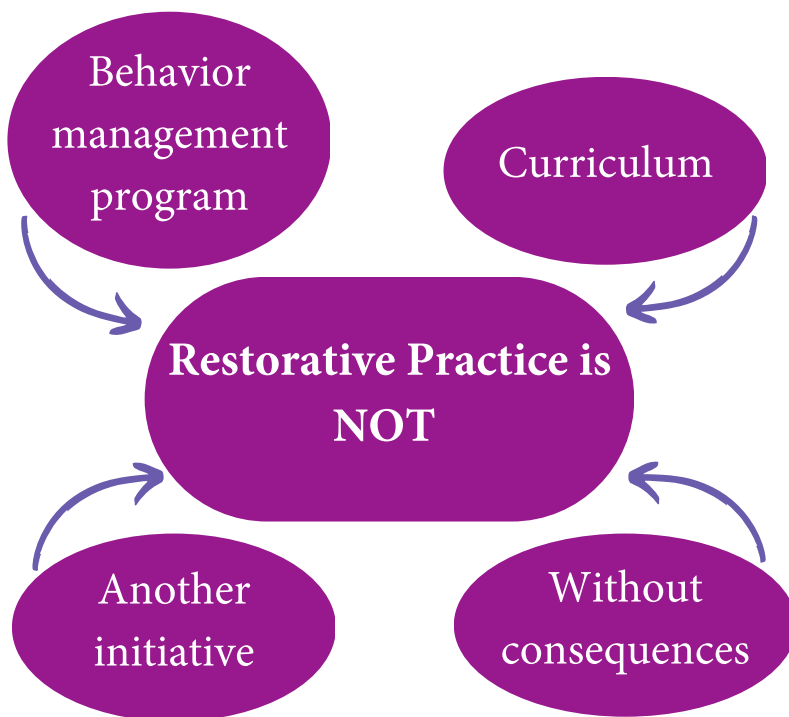 Behavior
management
program
Curriculum
Restorative Practice is
NOT
Another
initiative
Without
consequences